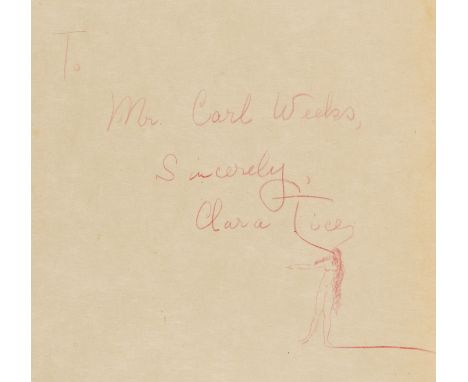 To
Mr. Carl Weeks,
Sincerely,
Clara Tice